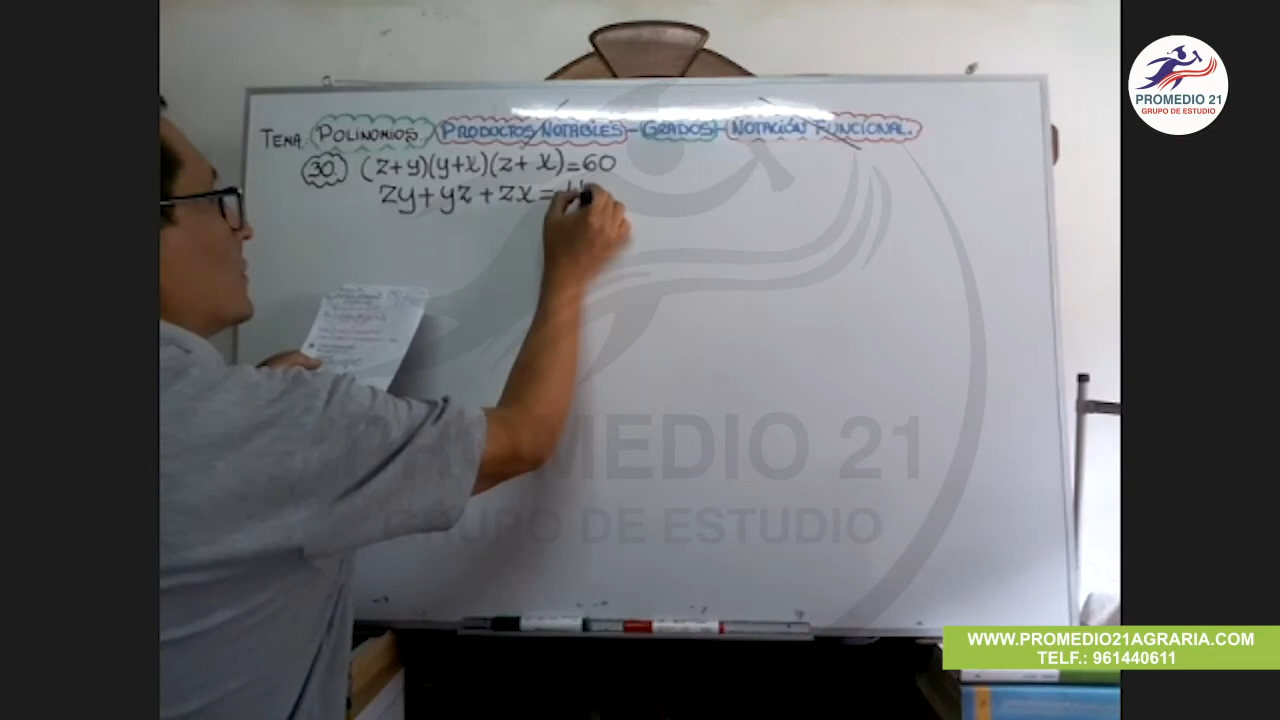 PROMEDIO 21
GRUPO DE ESTUDIO
TEMA: POLINOMIOS, PRODUCTOS NOTABLES - GRADOS - NOTACIÓN FUNCIONAL.
30. (z+y)(y+x)(z+x)=60
zy+yz+zx=
PROMEDIO 21
GRUPO DE ESTUDIO
WWW.PROMEDIO21AGRARIA.COM
TELF.: 961440611